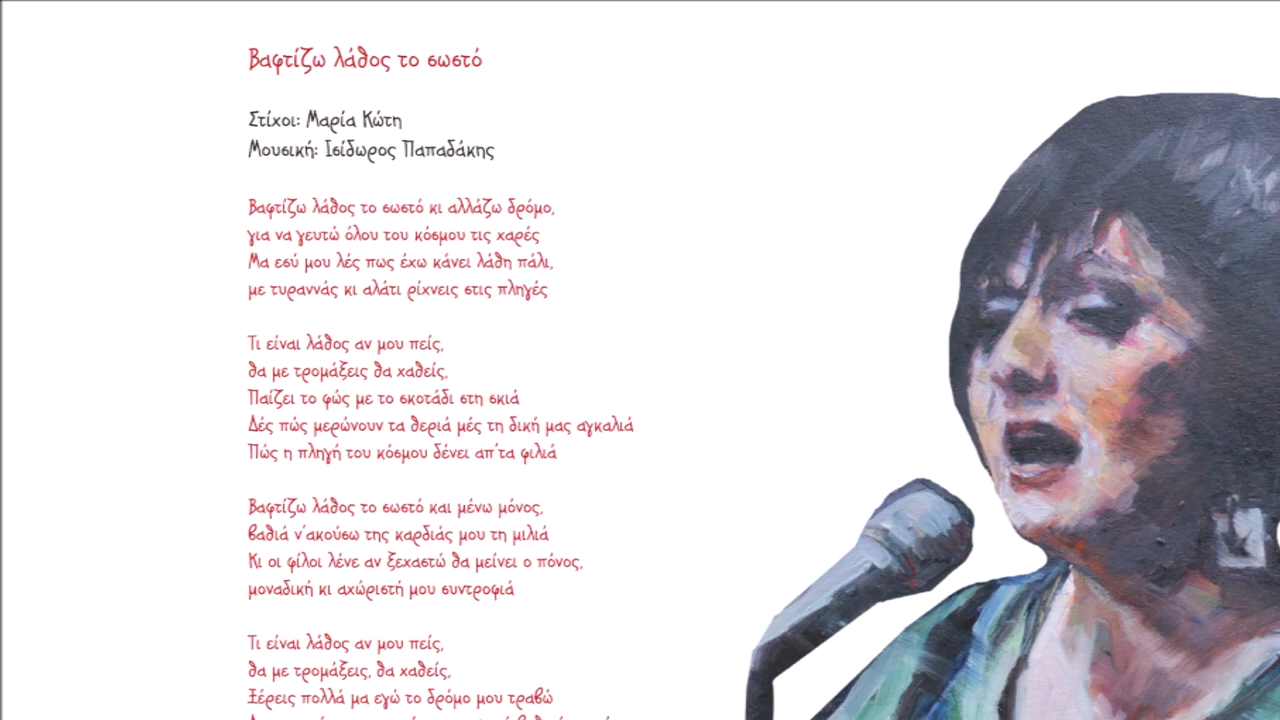 Βαφτίζω λάθος το σωστό
Στίχοι: Μαρία Κώτη
Μουσική: Ισίδωρος Παπαδάκης
Βαφτίζω λάθος το σωστό κι αλλάζω δρόμο,
για να γευτώ όλου του κόσμου τις χαρές
Μα εσύ μου λές πως έχω κάνει λάθη πάλι,
με τυραννάς κι αλάτι ρίχνεις στις πληγές
Τι είναι λάθος αν μου πείς,
θα με τρομάξεις θα χαθείς,
Παίζει το φώς με το σκοτάδι στη σκιά
Δές πώς μερώνουν τα θεριά μές τη δική μας αγκαλιά
Πώς η πληγή του κόσμου δένει απ'τα φιλιά
Βαφτίζω λάθος το σωστό και μένω μόνος,
βαθιά ν'ακούσω της καρδιάς μου τη μιλιά
Κι οι φίλοι λένε αν ξεχαστώ θα μείνει ο πόνος,
μοναδική κι αχώριστή μου συντροφιά
Τι είναι λάθος αν μου πείς,
θα με τρομάξεις, θα χαθείς,
Ξέρεις πολλά μα εγώ το δρόμο μου τραβώ